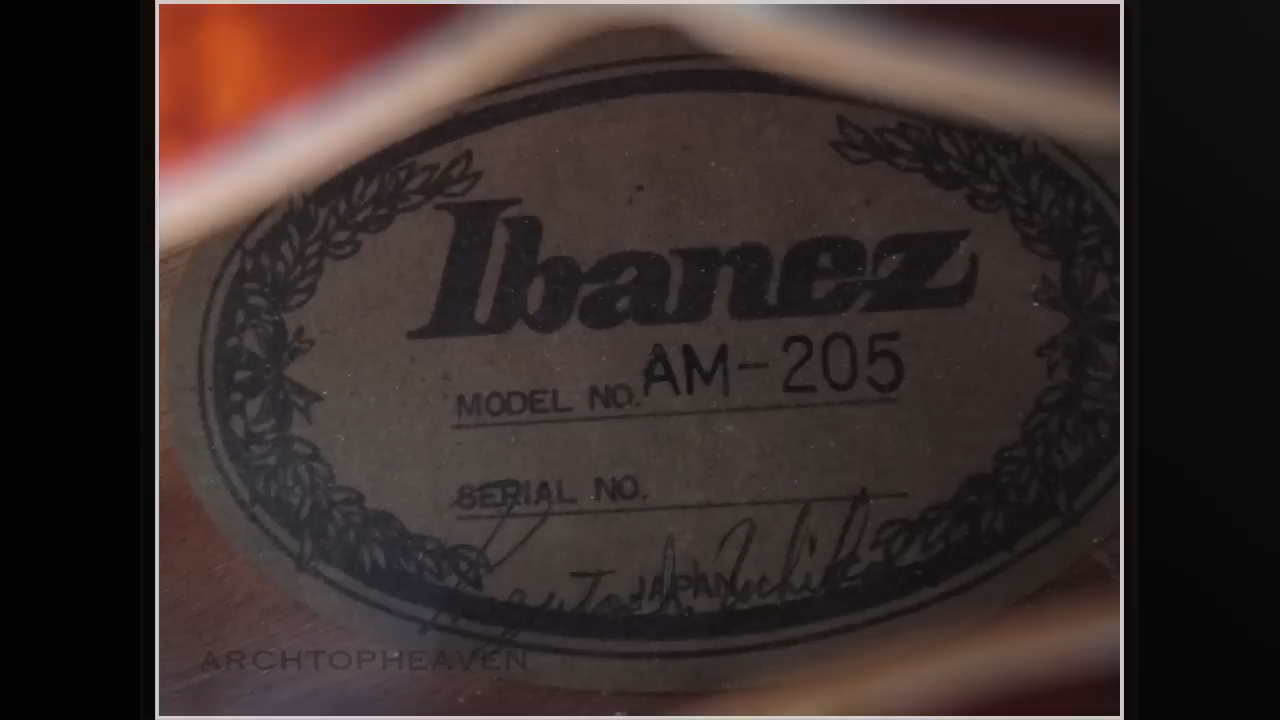 Ibanez
MODEL NO. AM-205
SERIAL NO.
JAPAN
ARCHTOPHEAVEN